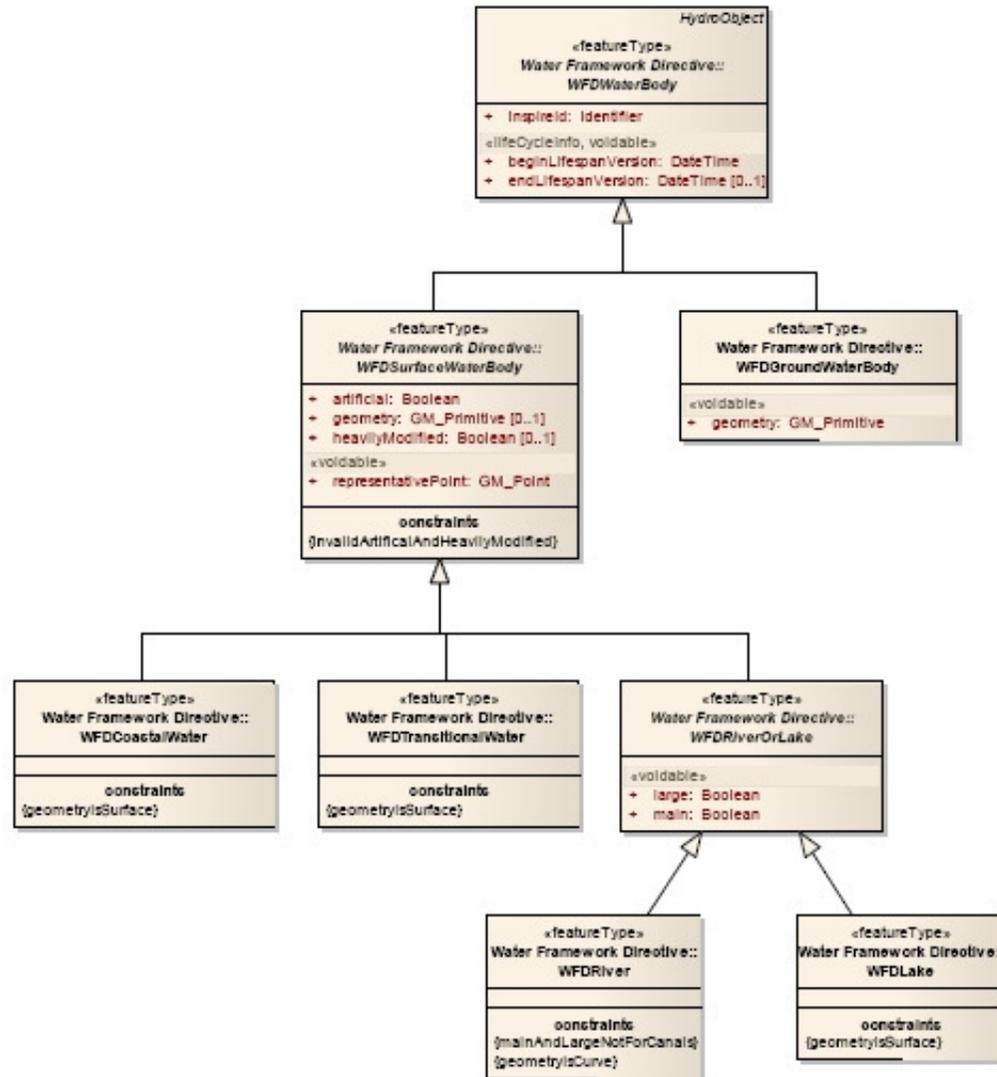 HydroObject
«featureType»
Water Framework Directive::
WFDWaterBody
+ inspireId: Identifier
«lifeCycleInfo, voidable»
+ beginLifespanVersion: DateTime
+ endLifespanVersion: DateTime [0..1]
«featureType»
Water Framework Directive::
WFDSurfaceWaterBody
+ artificial: Boolean
+ geometry: GM_Primitive [0..1]
+ heavilyModified: Boolean [0..1]
«voidable»
+ representativePoint: GM_Point
constraints
{invalidArtificalAndHeavilyModified}
«featureType»
Water Framework Directive::
WFDGroundWaterBody
«voidable»
+ geometry: GM_Primitive
«featureType»
Water Framework Directive::
WFDCoastalWater
constraints
{geometryIsSurface}
«featureType»
Water Framework Directive::
WFDTransitionalWater
constraints
{geometryIsSurface}
«featureType»
Water Framework Directive::
WFDRiverOrLake
«voidable»
+ large: Boolean
+ main: Boolean
«featureType»
Water Framework Directive::
WFDRiver
constraints
{mainAndLargeNotForCanals}
{geometryIsCurve}
«featureType»
Water Framework Directive::
WFDLake
constraints
{geometryIsSurface}